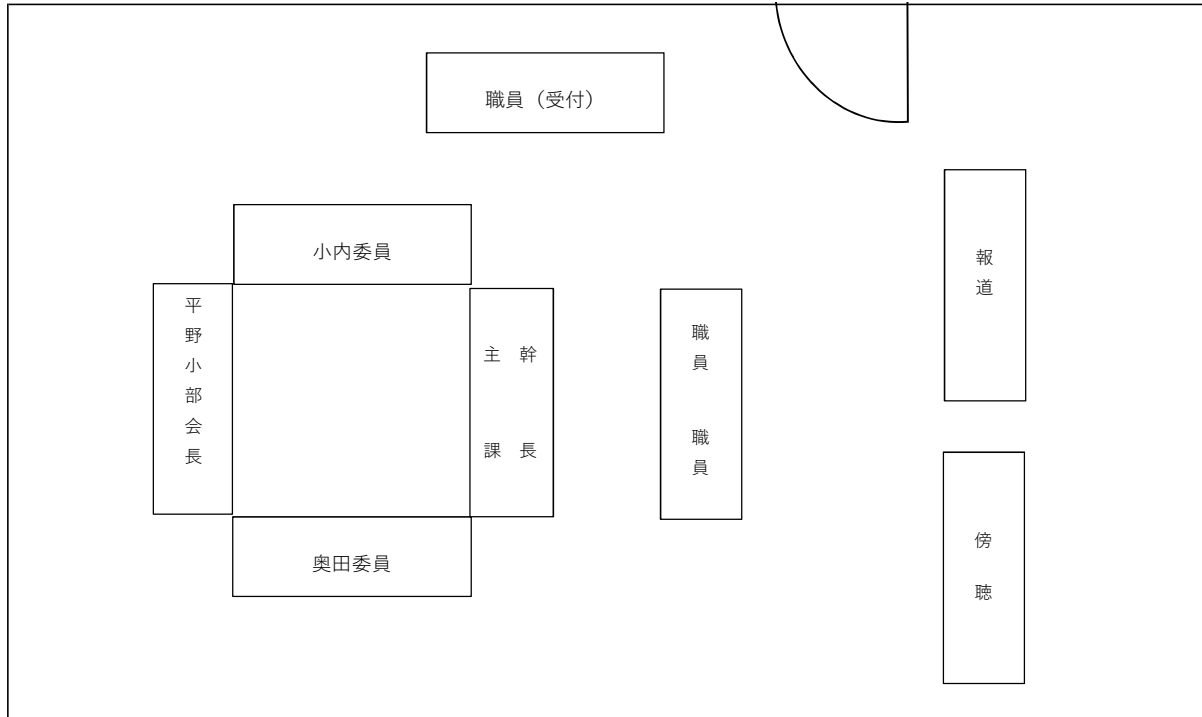 職員（受付）
小内委員
平野小部会長
主　幹
課　長
職員　職員
報道
傍　聴
奥田委員